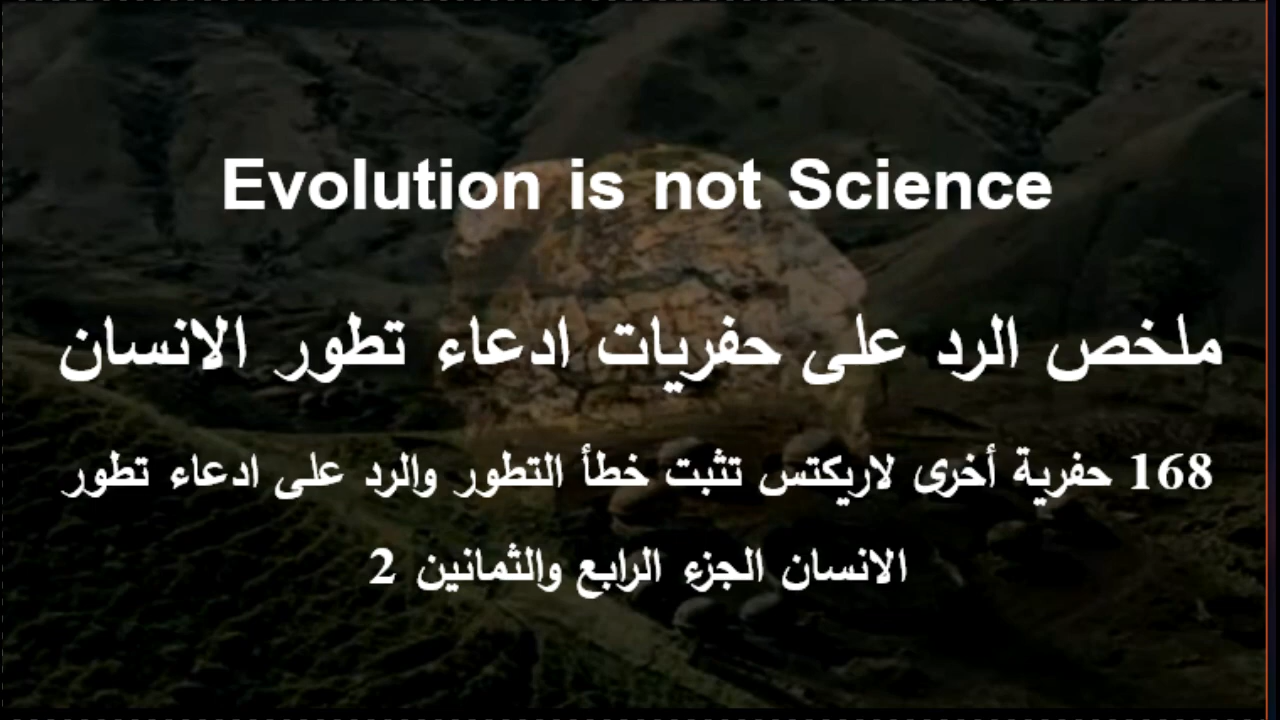 Evolution is not Science
ملخص الرد على حفريات ادعاء تطور الانسان
168 حفرية أخرى لاريكتس تثبت خطأ التطور والرد على ادعاء تطور
الانسان الجزء الرابع والثمانين 2